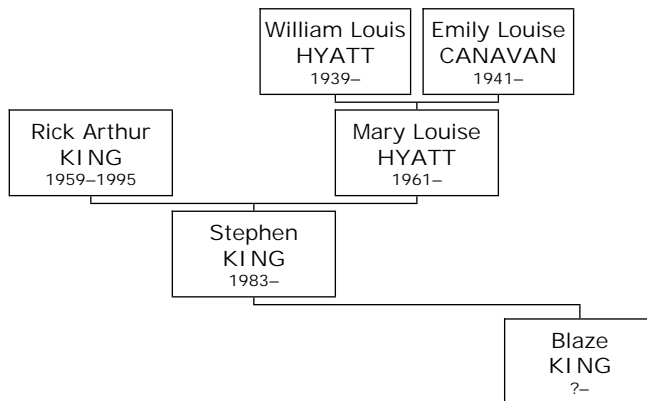 William Louis
HYATT
1939–
Emily Louise
CANAVAN
1941–
Rick Arthur
KING
1959–1995
Mary Louise
HYATT
1961–
Stephen
KING
1983–
Blaze
KING
?–